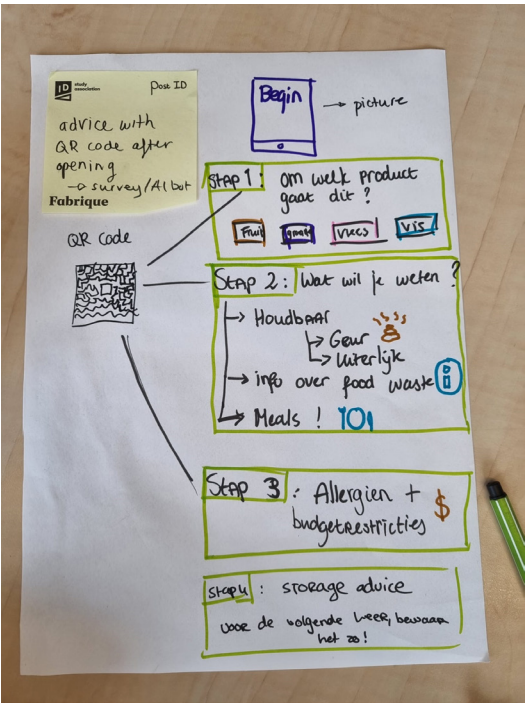 ID study
association
Post ID
advice with
QR code after
opening
→ survey/AI bot
Fabrique
Begin
→ picture
QR code
Stap 1: om welk product
gaat dit?
Fruit
vlees
vis
Stap 2: Wat wil je weten?
→ Houdbaar
→ Geur
→ Uiterlijk
→ info over food waste
i
→ Meals!
Stap 3: Allergien +
budgetrestricties
$
stap 4: storage advice
voor de volgende keer, bewaar
het zo!